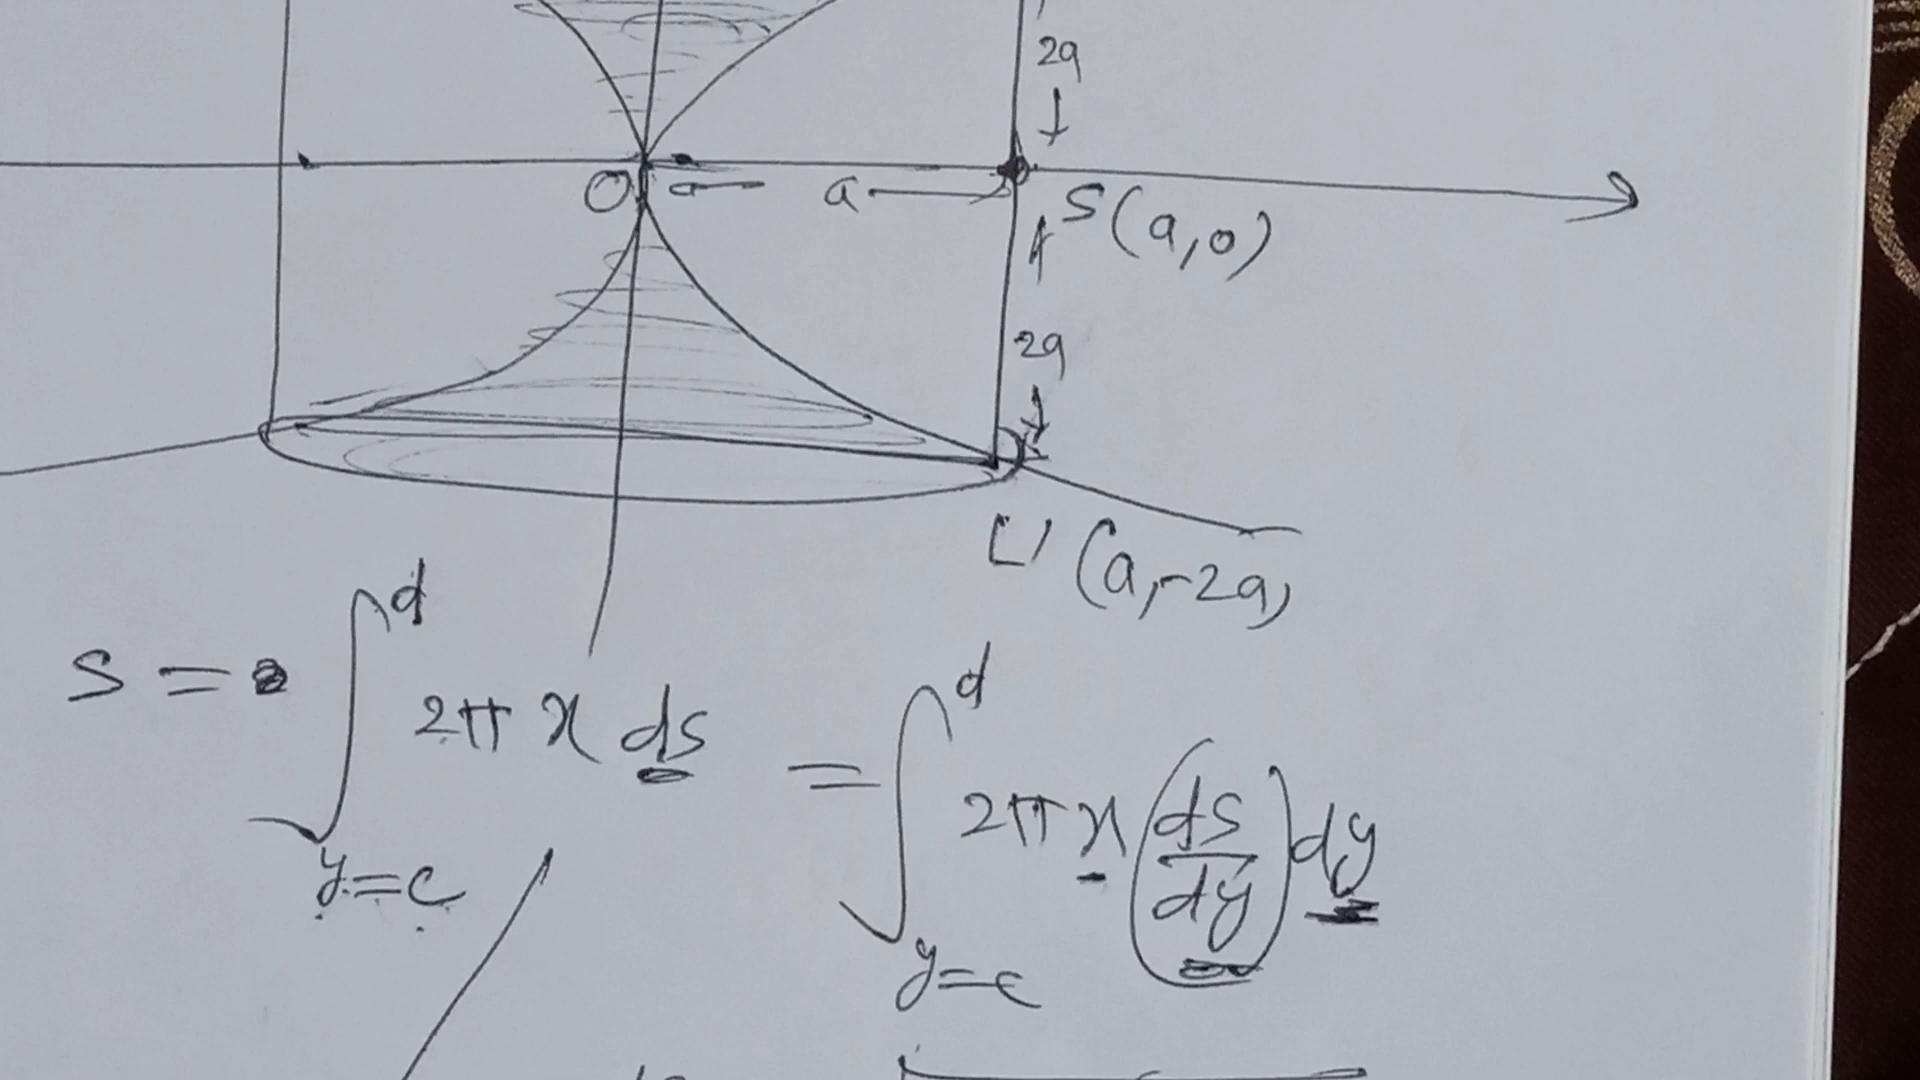 2a
O a S(a,0)
2a
L' (a,-2a)
S = ∫_{y=c}^{d} 2π x ds = ∫_{y=c}^{d} 2π x (ds/dy) dy